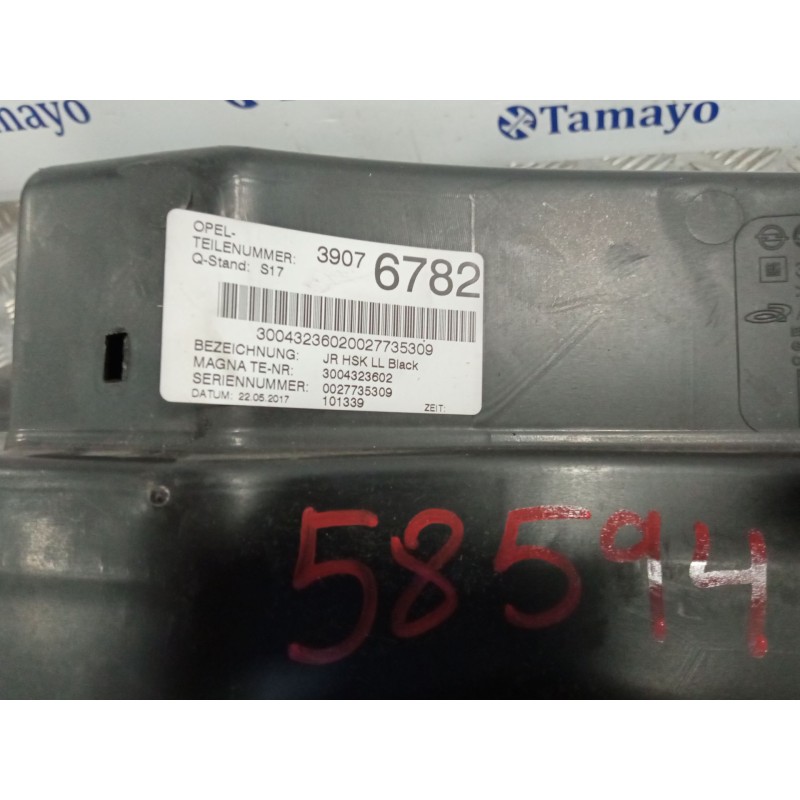 Tamayo
Tamayo
OPEL-
TEILENUMMER: 3907 6782
Q-Stand: S17
30043236020027735309
BEZEICHNUNG: JR HSK LL Black
MAGNA TE-NR: 3004323602
SERIENNUMMER: 0027735309
DATUM: 22.05.2017 101339 ZEIT:
58594